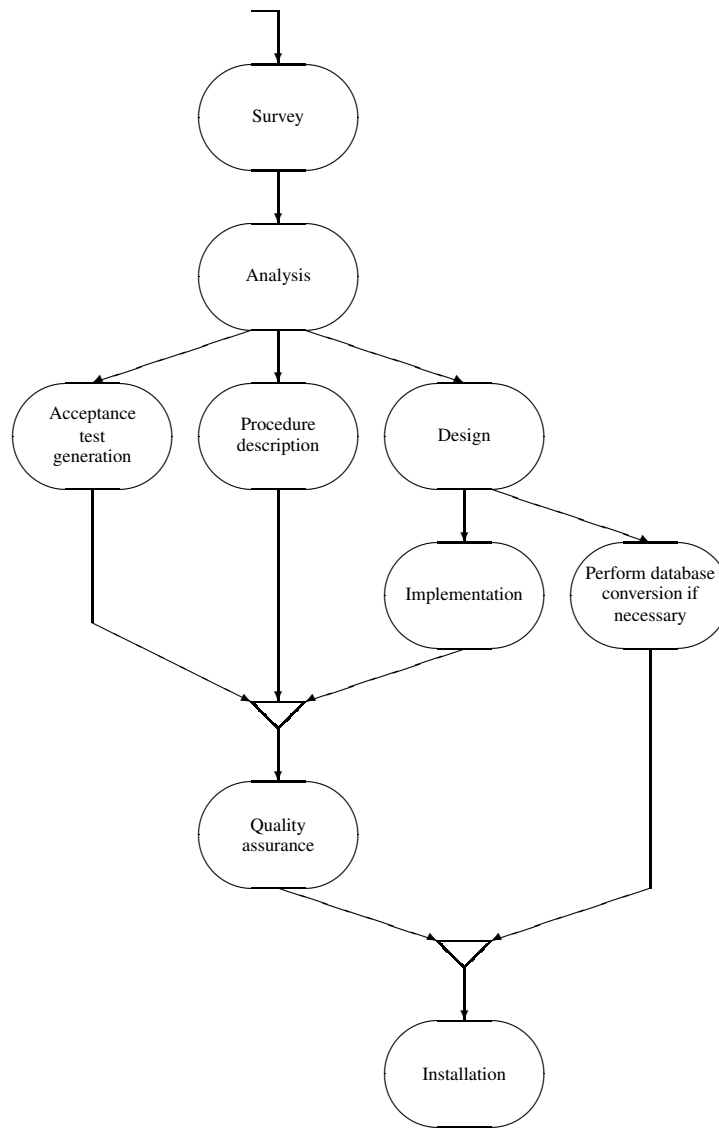 Survey
Analysis
Acceptance
test
generation
Procedure
description
Design
Implementation
Perform database
conversion if
necessary
Quality
assurance
Installation